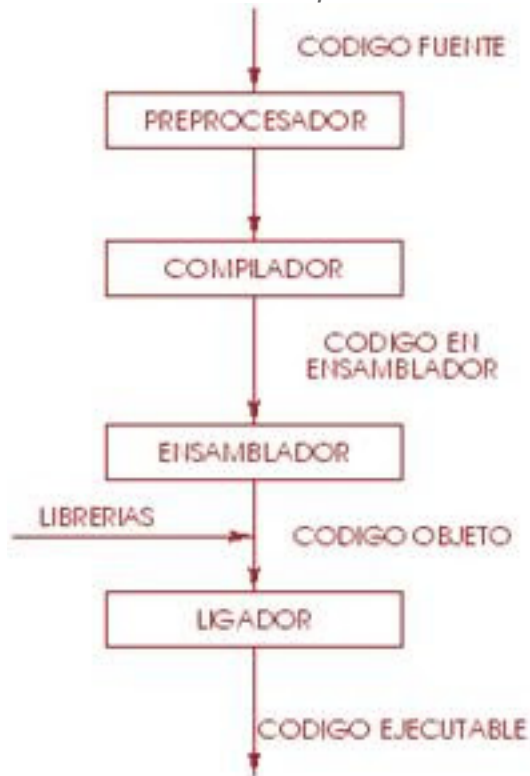 CODIGO FUENTE
PREPROCESADOR
COMPILADOR
CODIGO EN
ENSAMBLADOR
ENSAMBLADOR
LIBRERIAS
CODIGO OBJETO
LIGADOR
CODIGO EJECUTABLE